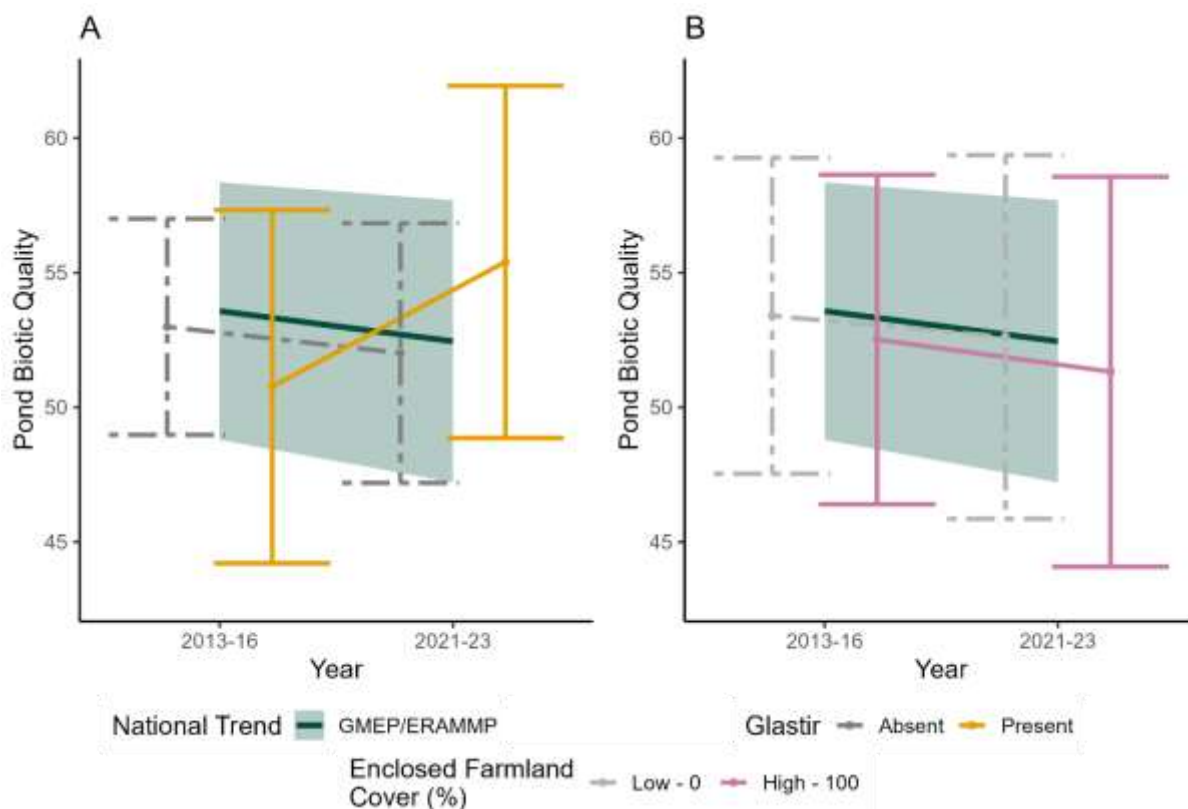 A
B
Pond Biotic Quality
60
55
50
45
2013-16
2021-23
Year
Pond Biotic Quality
60
55
50
45
2013-16
2021-23
Year
National Trend GMEP/ERAMMP
Glastir Absent Present
Enclosed Farmland
Cover (%) Low - 0 High - 100